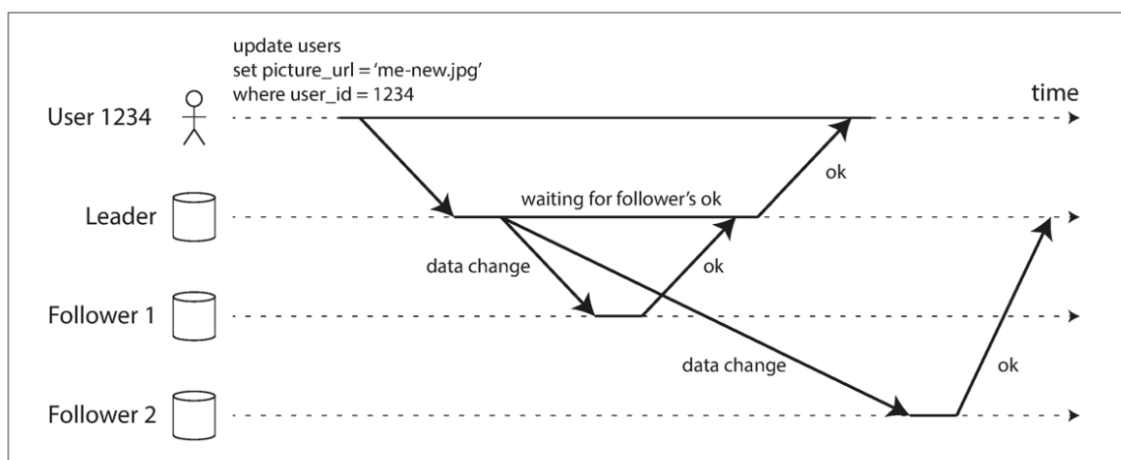 update users
set picture_url = ‘me-new.jpg’
where user_id = 1234
time
User 1234
ok
waiting for follower’s ok
Leader
data change
ok
Follower 1
data change
ok
Follower 2